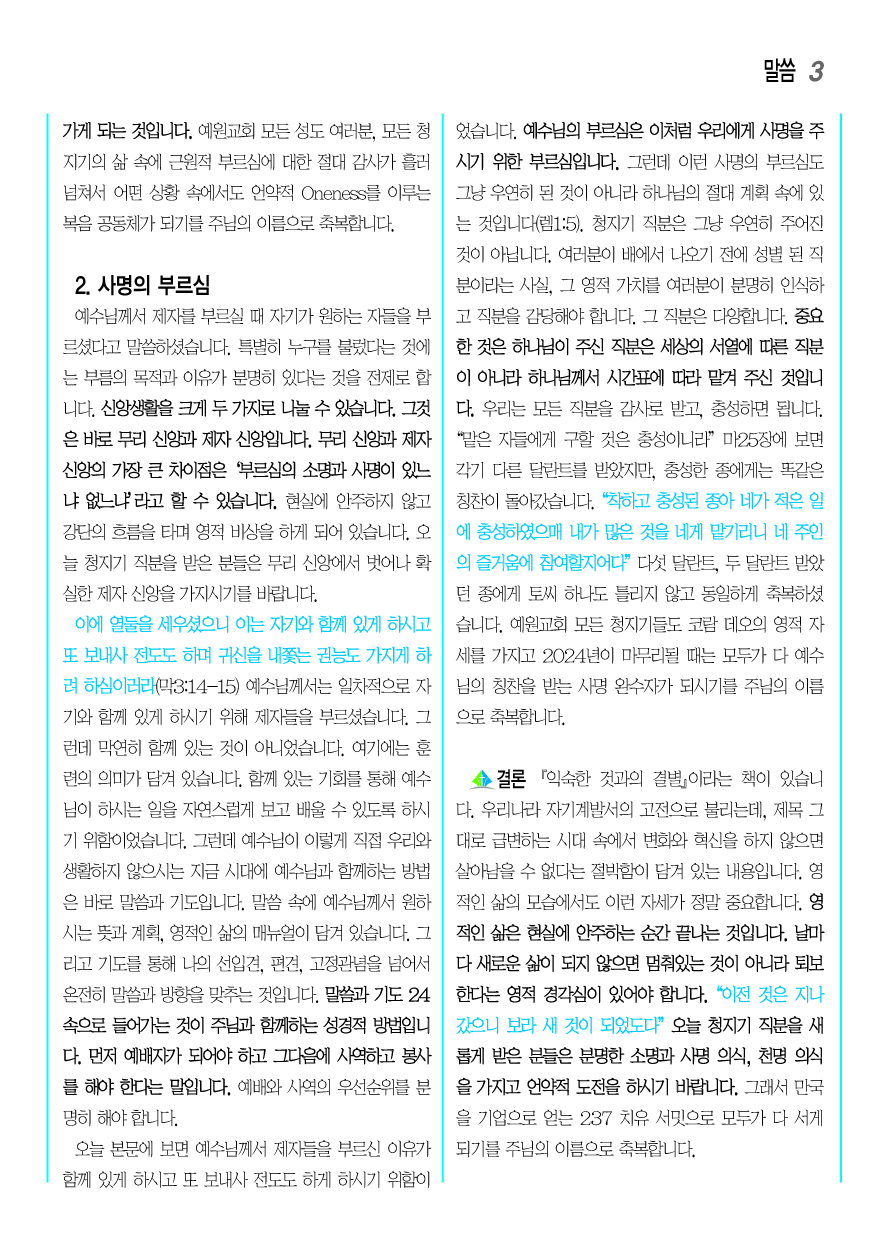 말씀 3
가게 되는 것입니다. 예원교회 모든 성도 여러분, 모든 청
지기의 삶 속에 근원적 부르심에 대한 절대 감사가 흘러
넘쳐서 어떤 상황 속에서도 언약적 Oneness를 이루는
복음 공동체가 되기를 주님의 이름으로 축복합니다.
2. 사명의 부르심
예수님께서 제자를 부르실 때 자기가 원하는 자들을 부
르셨다고 말씀하셨습니다. 특별히 누구를 불렀다는 것에
는 부름의 목적과 이유가 분명히 있다는 것을 전제로 합
니다. 신앙생활을 크게 두 가지로 나눌 수 있습니다. 그것
은 바로 무리 신앙과 제자 신앙입니다. 무리 신앙과 제자
신앙의 가장 큰 차이점은 ‘부르심의 소명과 사명이 있느
냐 없느냐’라고 할 수 있습니다. 현실에 안주하지 않고
강단의 흐름을 타며 영적 비상을 하게 되어 있습니다. 오
늘 청지기 직분을 받은 분들은 무리 신앙에서 벗어나 확
실한 제자 신앙을 가지시기를 바랍니다.
이에 열둘을 세우셨으니 이는 자기와 함께 있게 하시고
또 보내사 전도도 하며 귀신을 내쫓는 권능도 가지게 하
려 하심이러라(막3:14-15) 예수님께서는 일차적으로 자
기와 함께 있게 하시기 위해 제자들을 부르셨습니다. 그
런데 막연히 함께 있는 것이 아니었습니다. 여기에는 훈
련의 의미가 담겨 있습니다. 함께 있는 기회를 통해 예수
님이 하시는 일을 자연스럽게 보고 배울 수 있도록 하시
기 위함이었습니다. 그런데 예수님이 이렇게 직접 우리와
생활하지 않으시는 지금 시대에 예수님과 함께하는 방법
은 바로 말씀과 기도입니다. 말씀 속에 예수님께서 원하
시는 뜻과 계획, 영적인 삶의 매뉴얼이 담겨 있습니다. 그
리고 기도를 통해 나의 선입견, 편견, 고정관념을 넘어서
온전히 말씀과 방향을 맞추는 것입니다. 말씀과 기도 24
속으로 들어가는 것이 주님과 함께하는 성경적 방법입니
다. 먼저 예배자가 되어야 하고 그다음에 사역하고 봉사
를 해야 한다는 말입니다. 예배와 사역의 우선순위를 분
명히 해야 합니다.
오늘 본문에 보면 예수님께서 제자들을 부르신 이유가
함께 있게 하시고 또 보내사 전도도 하게 하시기 위함이
었습니다. 예수님의 부르심은 이처럼 우리에게 사명을 주
시기 위한 부르심입니다. 그런데 이런 사명의 부르심도
그냥 우연히 된 것이 아니라 하나님의 절대 계획 속에 있
는 것입니다(렘1:5). 청지기 직분은 그냥 우연히 주어진
것이 아닙니다. 여러분이 배에서 나오기 전에 성별 된 직
분이라는 사실, 그 영적 가치를 여러분이 분명히 인식하
고 직분을 감당해야 합니다. 그 직분은 다양합니다. 중요
한 것은 하나님이 주신 직분은 세상의 서열에 따른 직분
이 아니라 하나님께서 시간표에 따라 맡겨 주신 것입니
다. 우리는 모든 직분을 감사로 받고, 충성하면 됩니다.
“맡은 자들에게 구할 것은 충성이니라” 마25장에 보면
각기 다른 달란트를 받았지만, 충성한 종에게는 똑같은
칭찬이 돌아갔습니다. “착하고 충성된 종아 네가 적은 일
에 충성하였으매 내가 많은 것을 네게 맡기리니 네 주인
의 즐거움에 참여할지어다” 다섯 달란트, 두 달란트 받았
던 종에게 토씨 하나도 틀리지 않고 동일하게 축복하셨
습니다. 예원교회 모든 청지기들도 코람 데오의 영적 자
세를 가지고 2024년이 마무리될 때는 모두가 다 예수
님의 칭찬을 받는 사명 완수자가 되시기를 주님의 이름
으로 축복합니다.
결론 『익숙한 것과의 결별』이라는 책이 있습니
다. 우리나라 자기계발서의 고전으로 불리는데, 제목 그
대로 급변하는 시대 속에서 변화와 혁신을 하지 않으면
살아남을 수 없다는 절박함이 담겨 있는 내용입니다. 영
적인 삶의 모습에서도 이런 자세가 정말 중요합니다. 영
적인 삶은 현실에 안주하는 순간 끝나는 것입니다. 날마
다 새로운 삶이 되지 않으면 멈춰있는 것이 아니라 퇴보
한다는 영적 경각심이 있어야 합니다. “이전 것은 지나
갔으니 보라 새 것이 되었도다” 오늘 청지기 직분을 새
롭게 받은 분들은 분명한 소명과 사명 의식, 천명 의식
을 가지고 언약적 도전을 하시기 바랍니다. 그래서 만국
을 기업으로 얻는 237 치유 서밋으로 모두가 다 서게
되기를 주님의 이름으로 축복합니다.